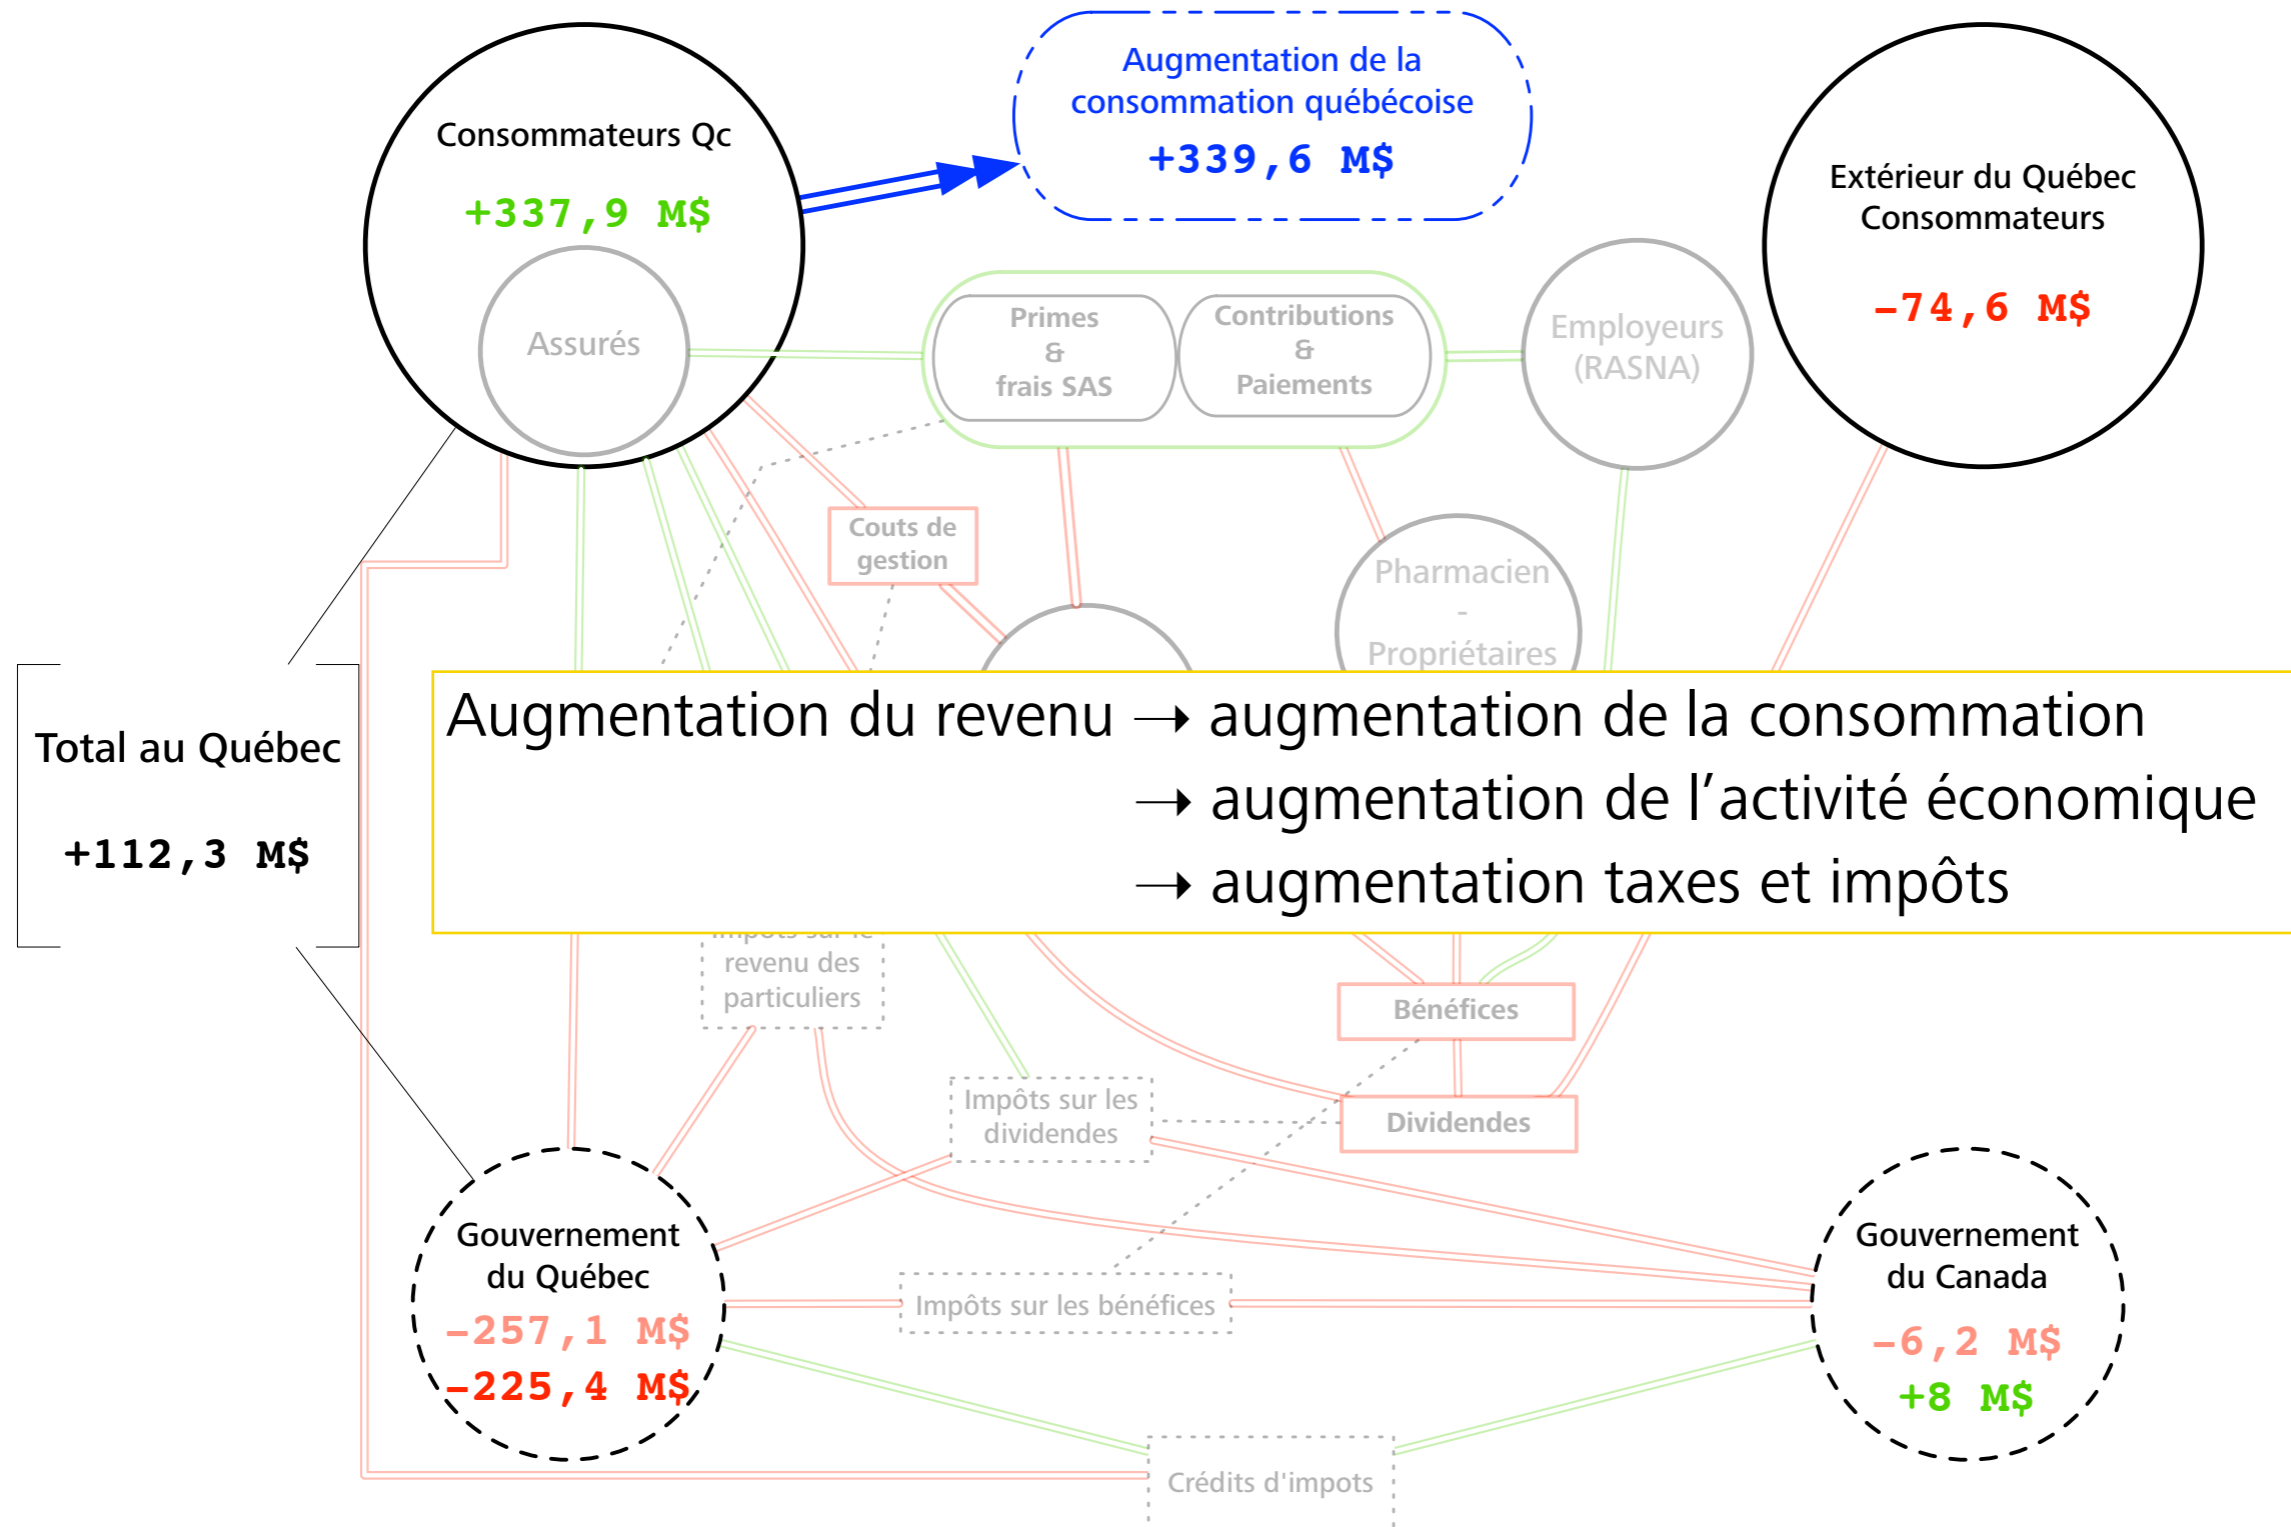 Augmentation de la
consommation québécoise
+339,6 M$
Consommateurs Qc
+337,9 M$
Assurés
Extérieur du Québec
Consommateurs
-74,6 M$
Primes
&
frais SAS
Contributions
&
Paiements
Employeurs
(RASNA)
Couts de
gestion
Pharmacien
-
Propriétaires
Total au Québec
+112,3 M$
Augmentation du revenu → augmentation de la consommation
→ augmentation de l’activité économique
→ augmentation taxes et impôts
Impôts sur le
revenu des
particuliers
Bénéfices
Impôts sur les
dividendes
Dividendes
Gouvernement
du Québec
-257,1 M$
-225,4 M$
Impôts sur les bénéfices
Gouvernement
du Canada
-6,2 M$
+8 M$
Crédits d'impots